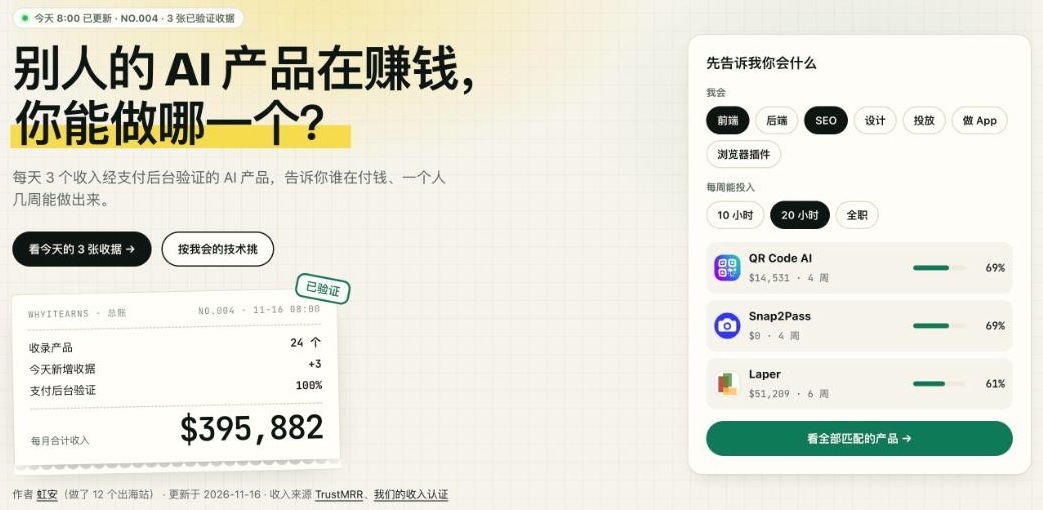 今天 8:00 已更新 · NO.004 · 3 张已验证收据
别人的 AI 产品在赚钱,
你能做哪一个?
每天 3 个收入经支付后台验证的 AI 产品，告诉你谁在付钱、一个人
几周能做出来。
看今天的 3 张收据 →
按我会的技术挑
已验证
WHYITEARNS · 总账
NO.004 · 11-16 08:00
收录产品
24 个
今天新增收据
+3
支付后台验证
100%
每月合计收入
$395,882
作者 虹安（做了 12 个出海站） · 更新于 2026-11-16 · 收入来源 TrustMRR、我们的收入认证
先告诉我你会什么
我会
前端
后端
SEO
设计
投放
做 App
浏览器插件
每周能投入
10 小时
20 小时
全职
QR Code AI
$14,531 · 4 周
69%
Snap2Pass
$0 · 4 周
69%
Laper
$51,209 · 6 周
61%
看全部匹配的产品 →